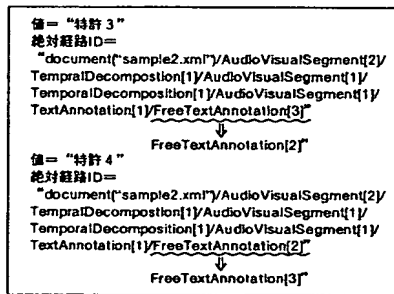 値＝“特許３”
絶対経路ID＝
“document("sample2.xml")/AudioVisualSegment[2]/
TempralDecompostion[1]/AudioVisualSegment[1]/
TemporalDecomposition[1]/AudioVisualSegment[1]/
TextAnnotation[1]/FreeTextAnnotation[3]”
⇓
FreeTextAnnotation[2]”
値＝“特許４”
絶対経路ID＝
“document("sample2.xml")/AudioVisualSegment[2]/
TempralDecompostion[1]/AudioVisualSegment[1]/
TemporalDecomposition[1]/AudioVisualSegment[1]/
TextAnnotation[1]/FreeTextAnnotation[2]”
⇓
FreeTextAnnotation[3]”